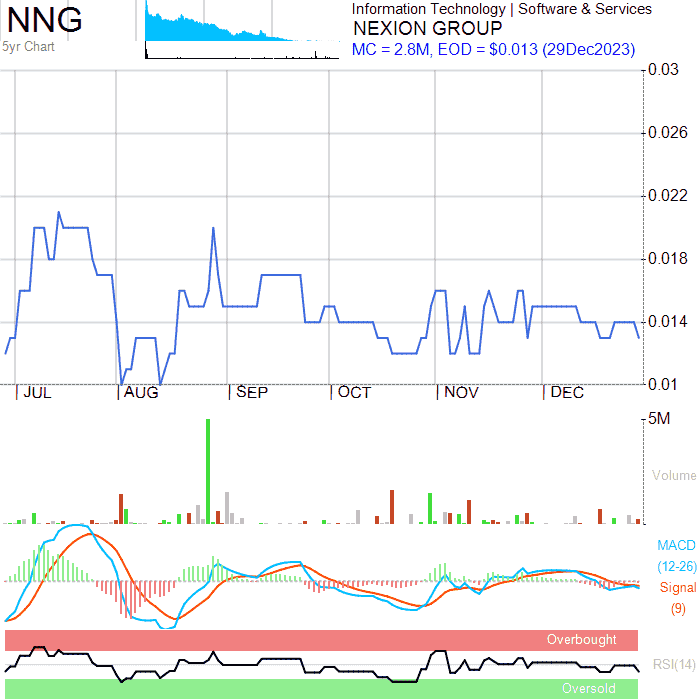 NNG
5yr Chart
Information Technology | Software & Services
NEXION GROUP
MC = 2.8M, EOD = $0.013 (29Dec2023)
0.03
0.026
0.022
0.018
0.014
0.01
JUL AUG SEP OCT NOV DEC
5M
Volume
MACD
(12-26)
Signal
(9)
Overbought
RSI(14)
Oversold